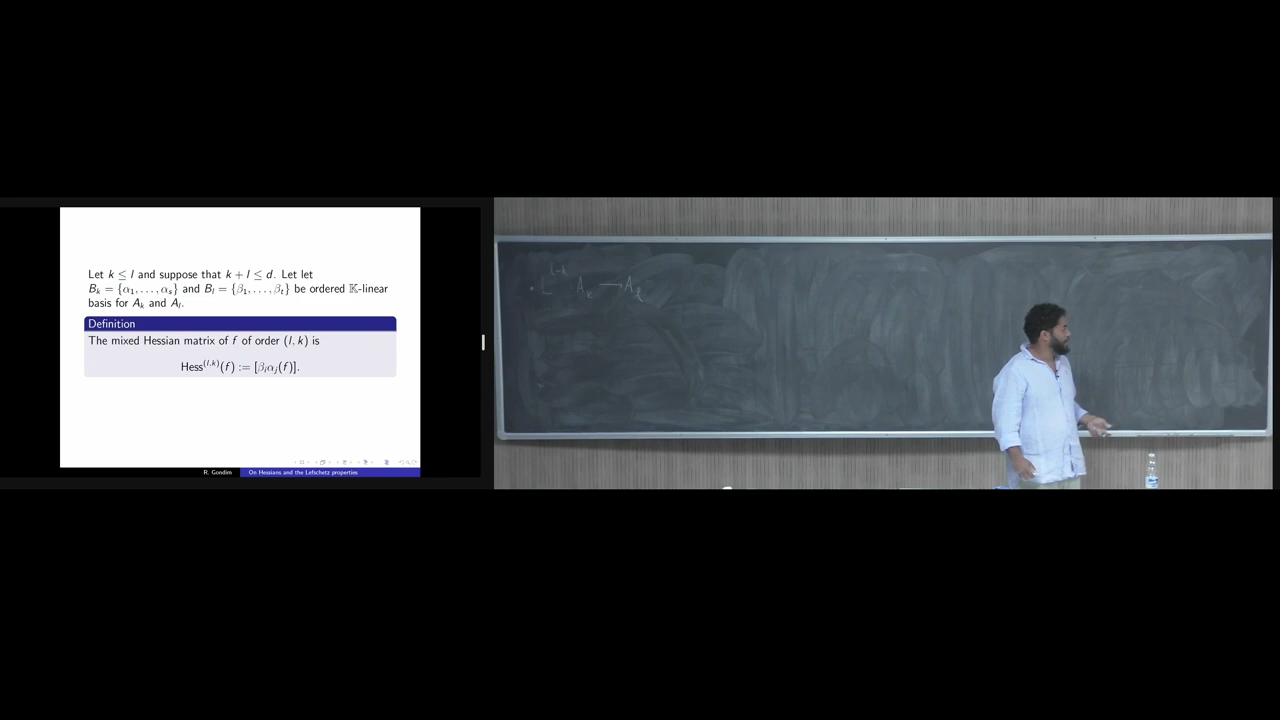 Let k ≤ l and suppose that k + l ≤ d. Let let
B_k = {α_1, . . . , α_s} and B_l = {β_1, . . . , β_t} be ordered 𝕂-linear
basis for A_k and A_l.
Definition
The mixed Hessian matrix of f of order (l, k) is
Hess^{(l,k)}(f) := [β_iα_j(f)].
R. Gondim On Hessians and the Lefschetz properties
• L^{l-k} A_k → A_l